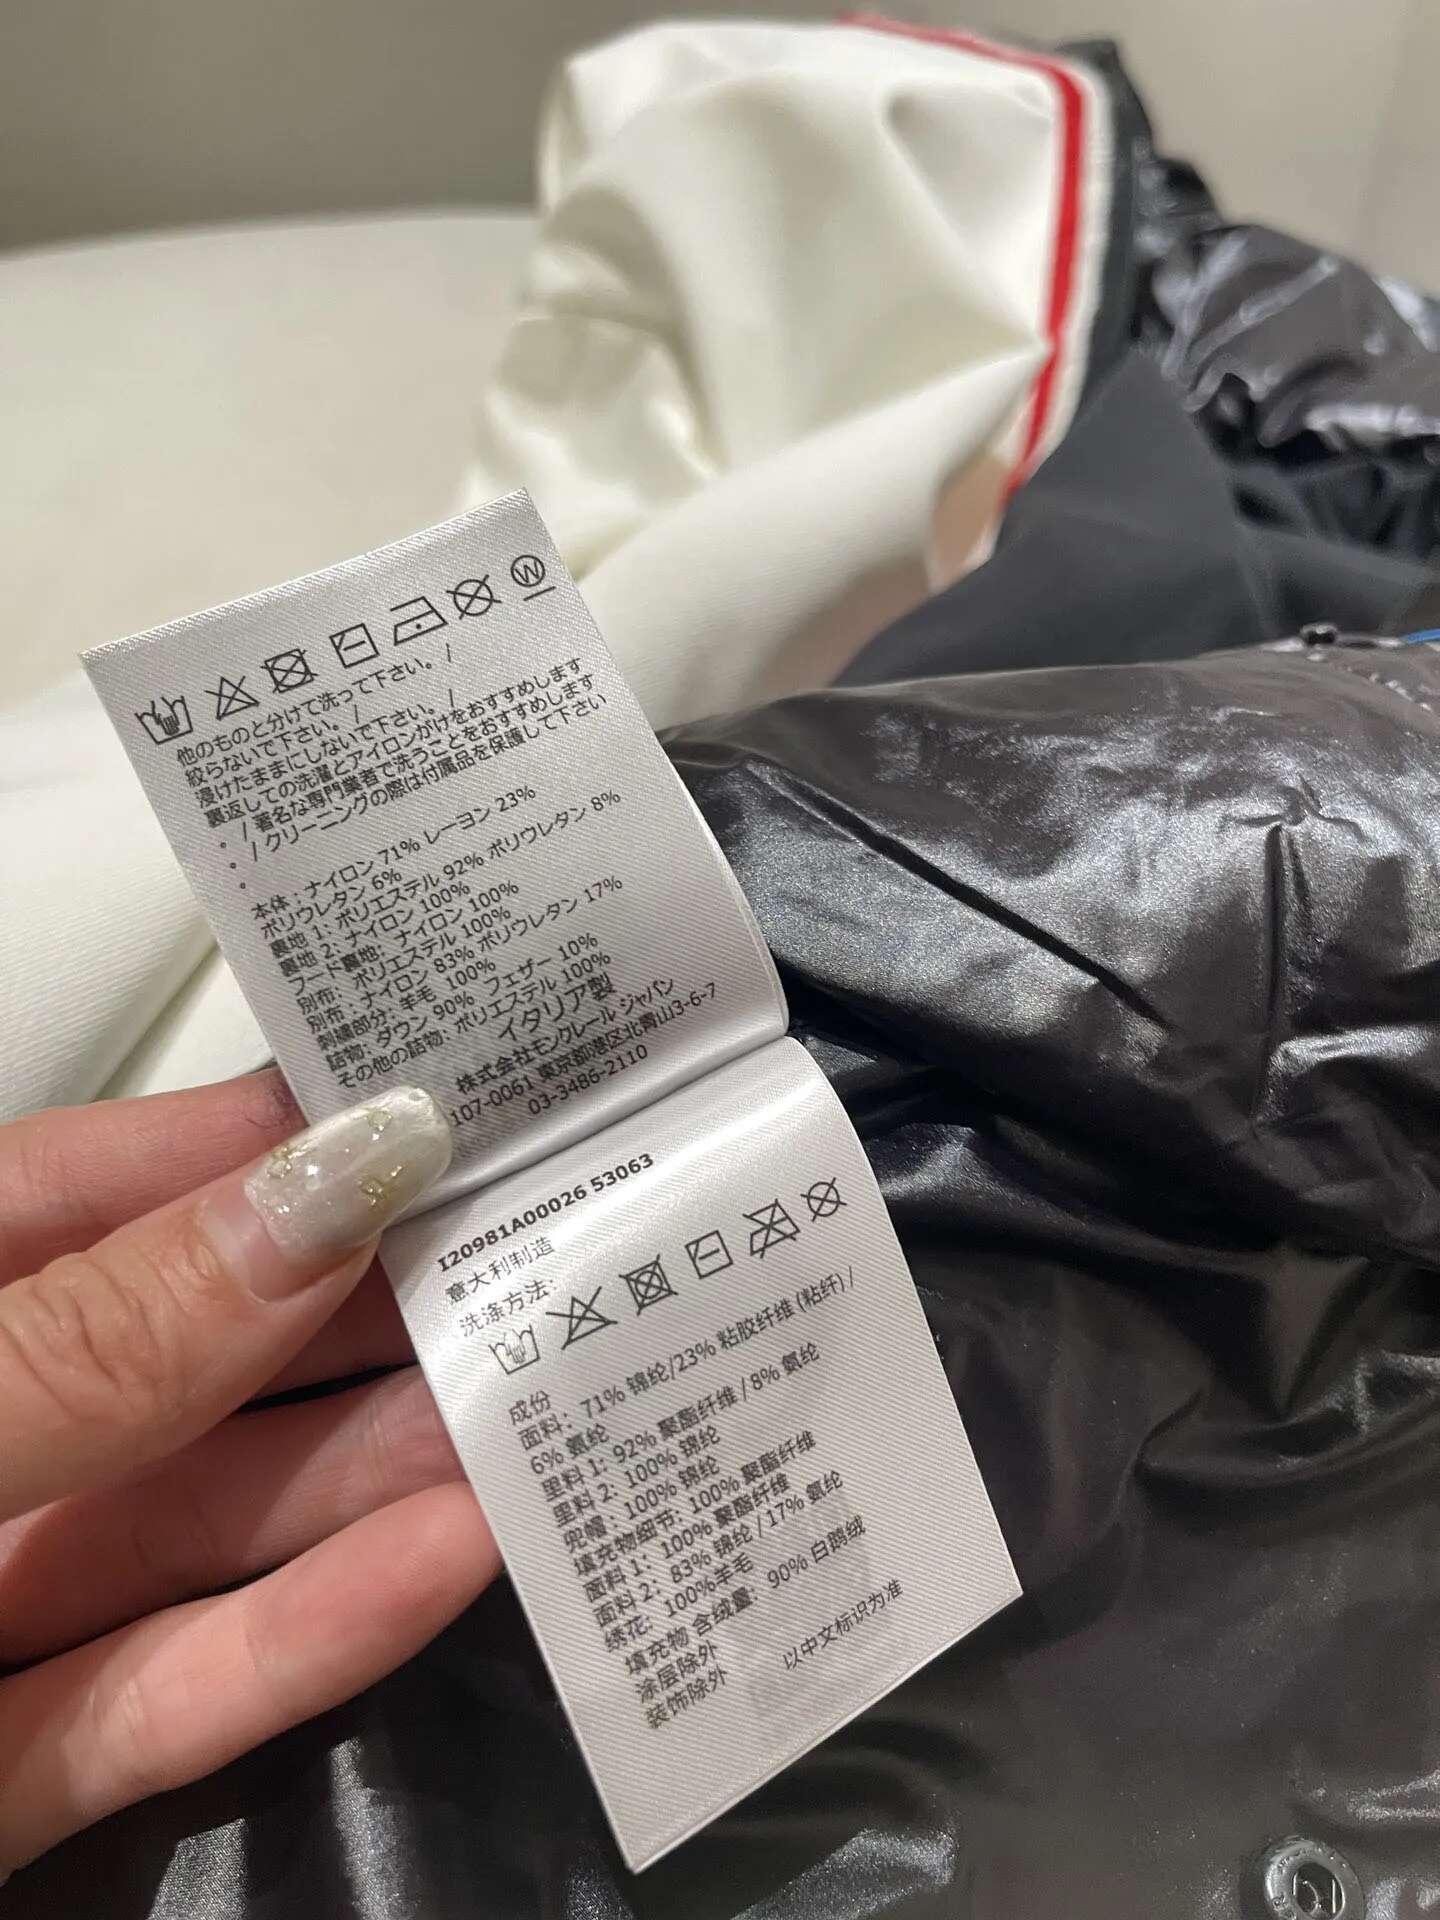 W
他のものと分けて洗って下さい。/
絞らないで下さい。/
浸けたままにしないで下さい。/
裏返しての洗濯とアイロンがけをおすすめします
。/ 著名な専門業者で洗うことをおすすめします
。/ クリーニングの際は付属品を保護して下さい
。
本体: ナイロン 71% レーヨン 23%
ポリウレタン 6%
裏地 1: ポリエステル 92% ポリウレタン 8%
裏地 2: ナイロン 100%
フード裏地: ナイロン 100%
別布: ポリエステル 100%
別布: ナイロン 83% ポリウレタン 17%
刺繍部分: 羊毛 100%
詰物: ダウン 90% フェザー 10%
その他の詰物: ポリエステル 100%
イタリア製
株式会社モンクレール ジャパン
107-0061 東京都港区北青山3-6-7
03-3486-2110
I20981A00026 53063
意大利制造
洗涤方法:
成份
面料: 71% 锦纶/23% 粘胶纤维 (粘纤) /
6% 氨纶
里料 1: 92% 聚酯纤维 / 8% 氨纶
里料 2: 100% 锦纶
兜帽: 100% 锦纶
填充物细节: 100% 聚酯纤维
面料 1: 100% 聚酯纤维
面料 2: 83% 锦纶 / 17% 氨纶
绣花: 100%羊毛
填充物 含绒量: 90% 白鹅绒
涂层除外
装饰除外
以中文标识为准